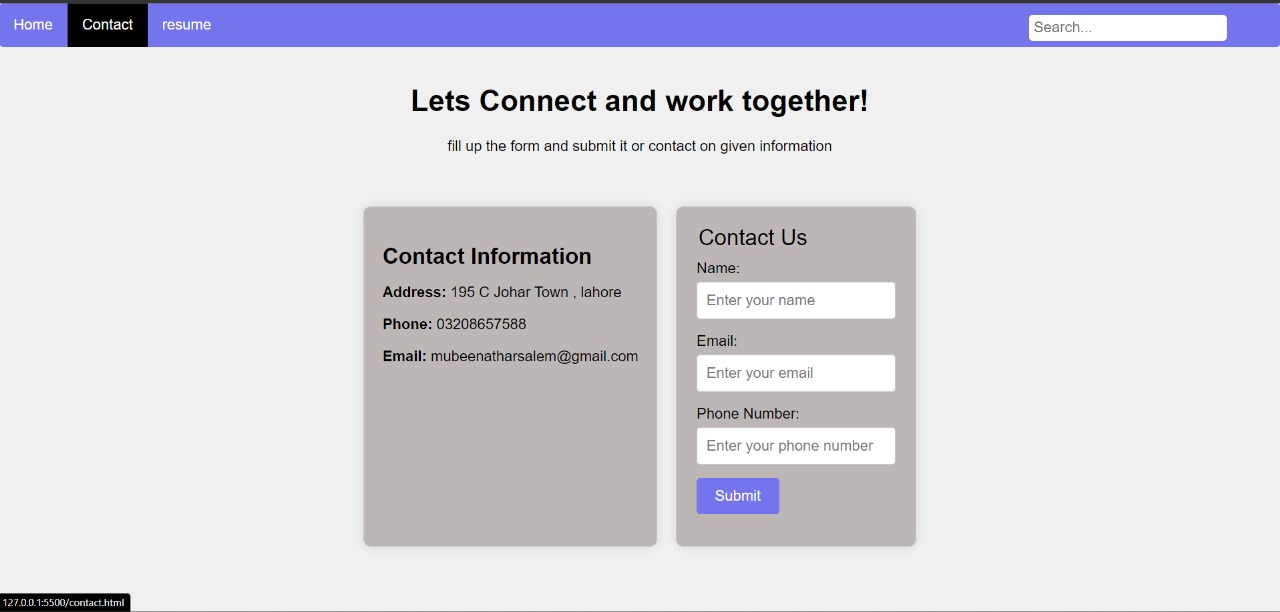 Home Contact resume Search...
Lets Connect and work together!
fill up the form and submit it or contact on given information
Contact Information
Address: 195 C Johar Town , lahore
Phone: 03208657588
Email: mubeenatharsalem@gmail.com
Contact Us
Name:
Enter your name
Email:
Enter your email
Phone Number:
Enter your phone number
Submit
127.0.0.1:5500/contact.html